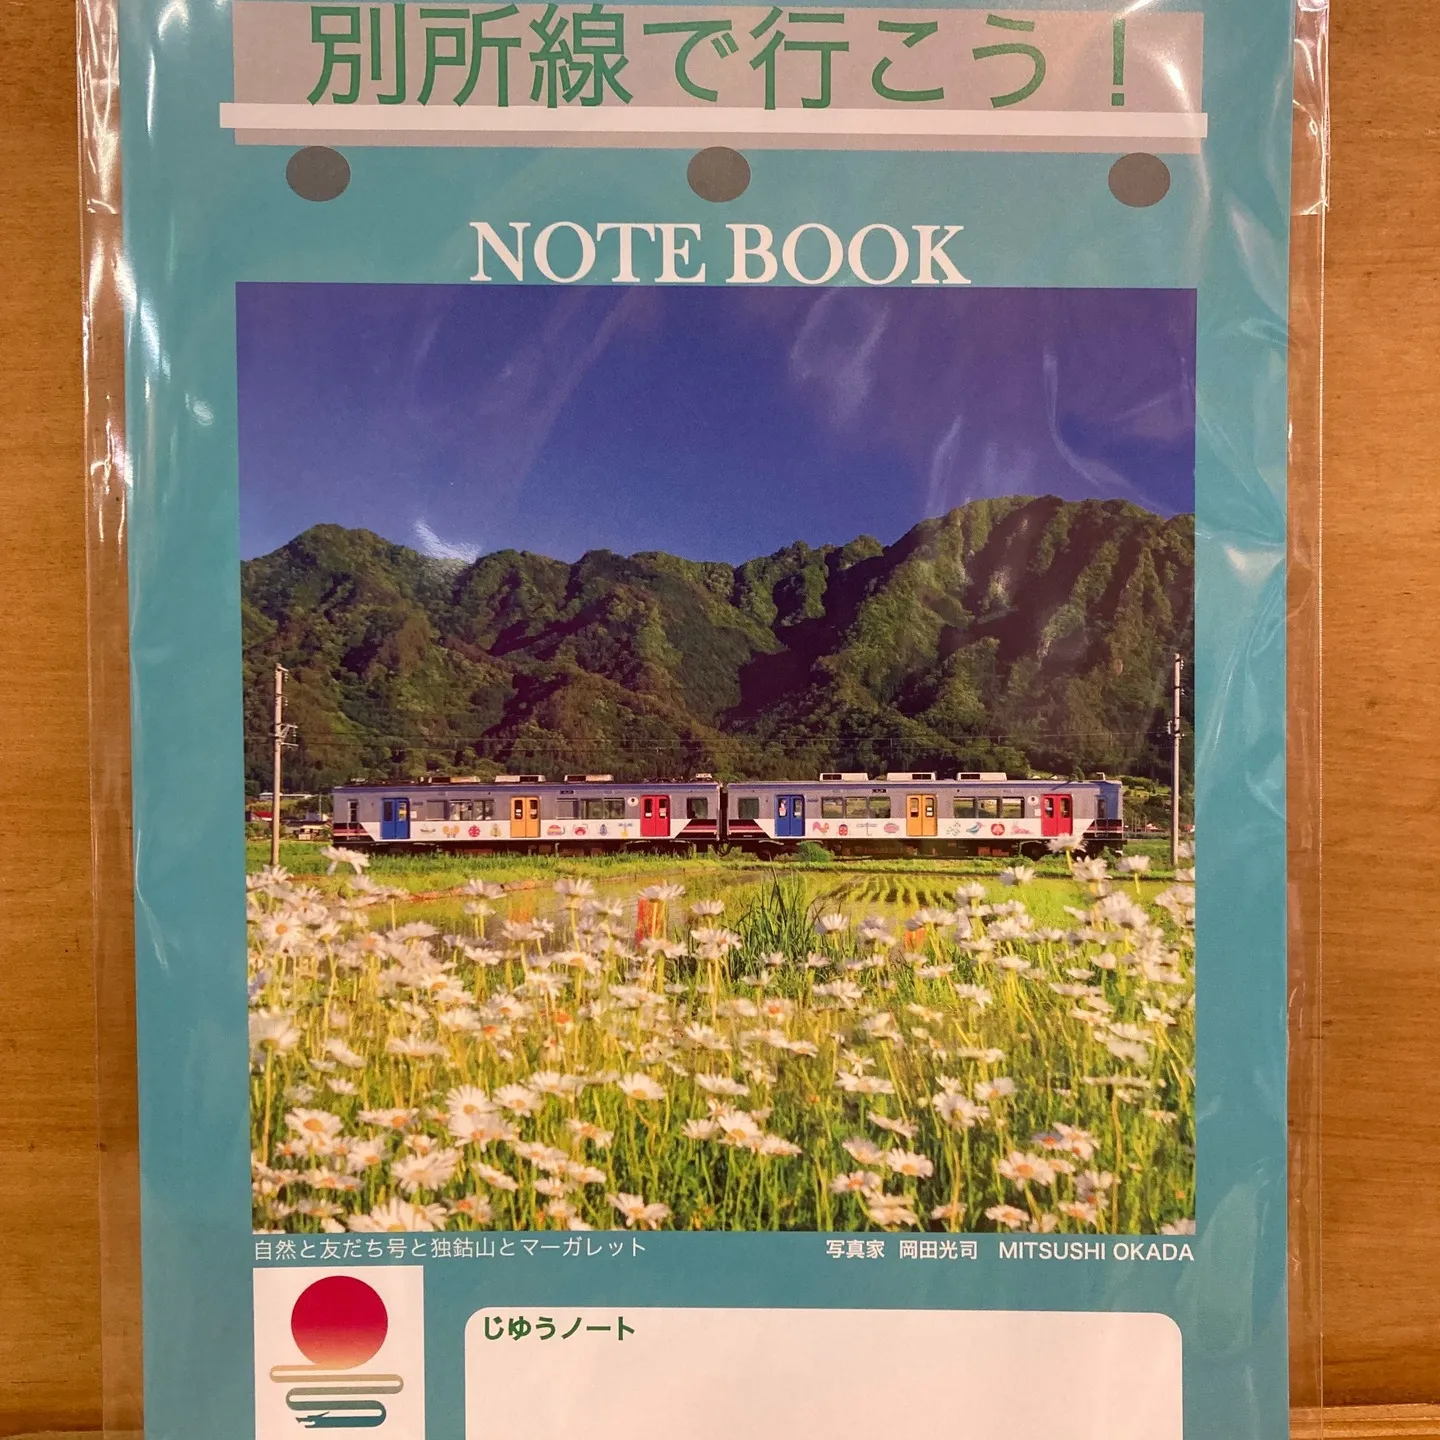 別所線で行こう！
NOTE BOOK
自然と友だち号と独鈷山とマーガレット
写真家 岡田光司 MITSUSHI OKADA
じゆうノート